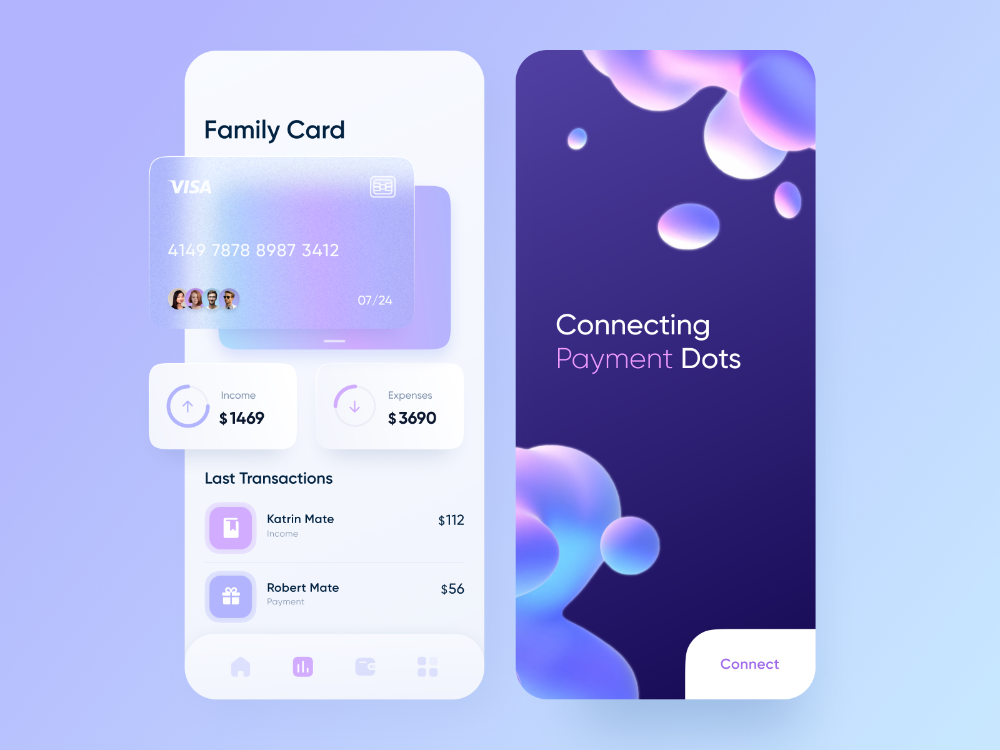 Family Card
VISA
4149 7878 8987 3412
07/24
Income
$1469
Expenses
$3690
Last Transactions
Katrin Mate
$112
Income
Robert Mate
$56
Payment
Connecting
Payment Dots
Connect